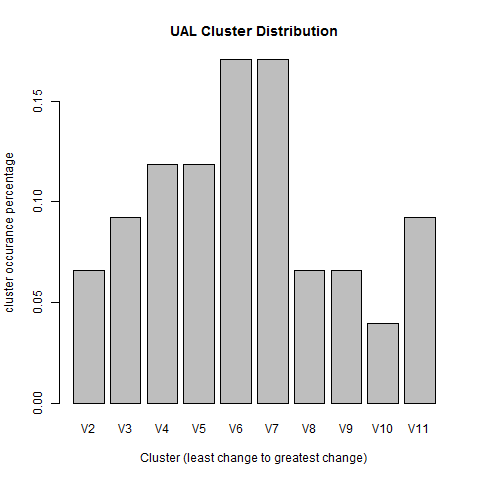 UAL Cluster Distribution
cluster occurance percentage
0.15
0.10
0.05
0.00
V2 V3 V4 V5 V6 V7 V8 V9 V10 V11
Cluster (least change to greatest change)